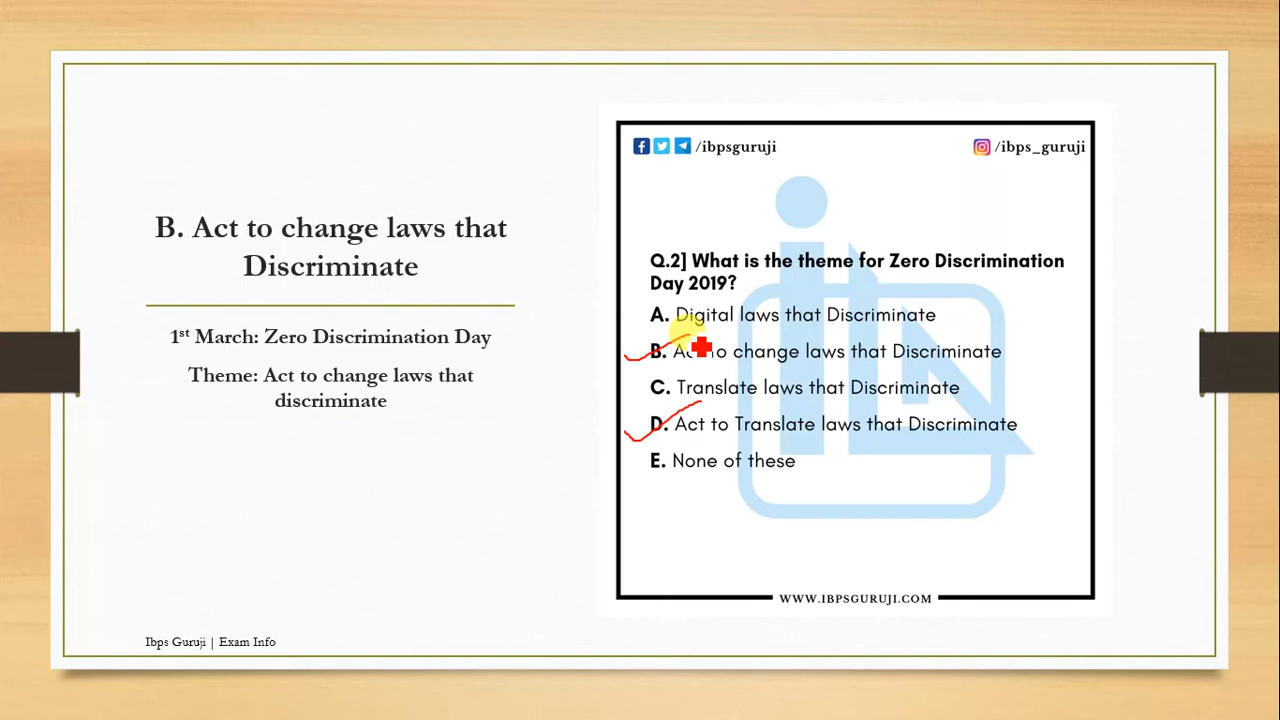 B. Act to change laws that
Discriminate
1st March: Zero Discrimination Day
Theme: Act to change laws that
discriminate
Ibps Guruji | Exam Info
/ibpsguruji
/ibps_guruji
Q.2] What is the theme for Zero Discrimination
Day 2019?
A. Digital laws that Discriminate
B. Act to change laws that Discriminate
C. Translate laws that Discriminate
D. Act to Translate laws that Discriminate
E. None of these
WWW.IBPSGURUJI.COM